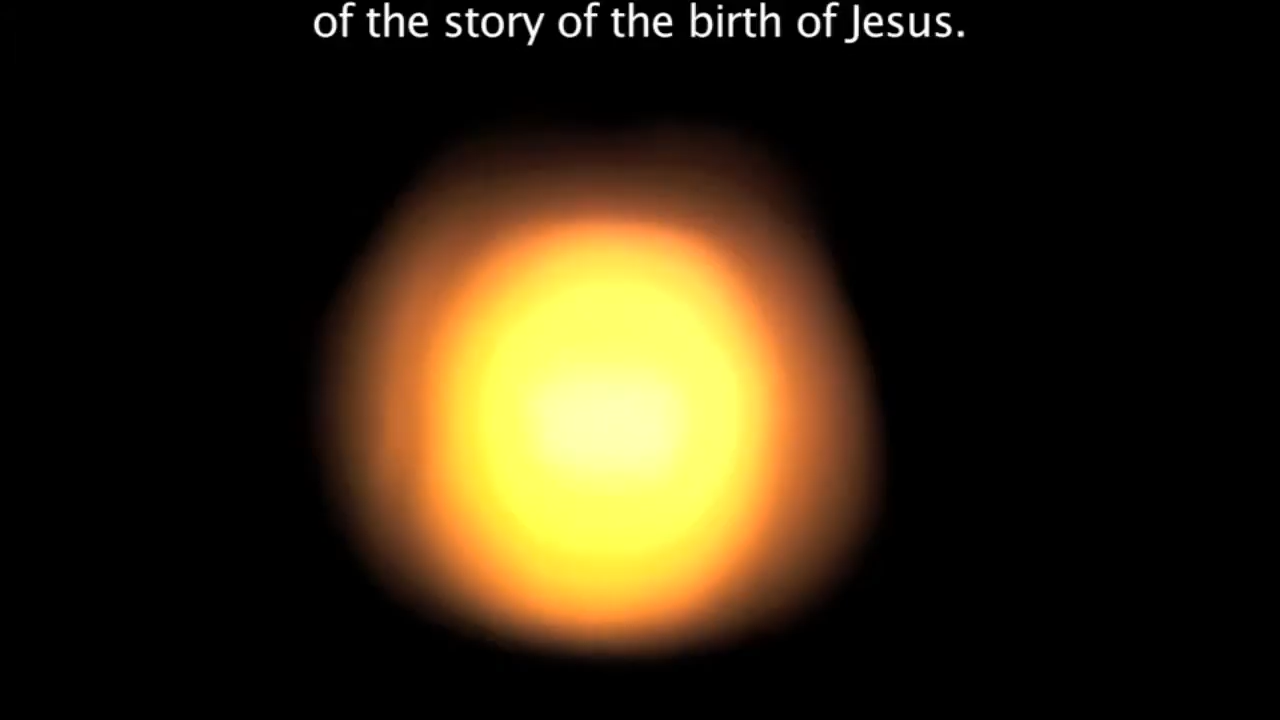 of the story of the birth of Jesus.